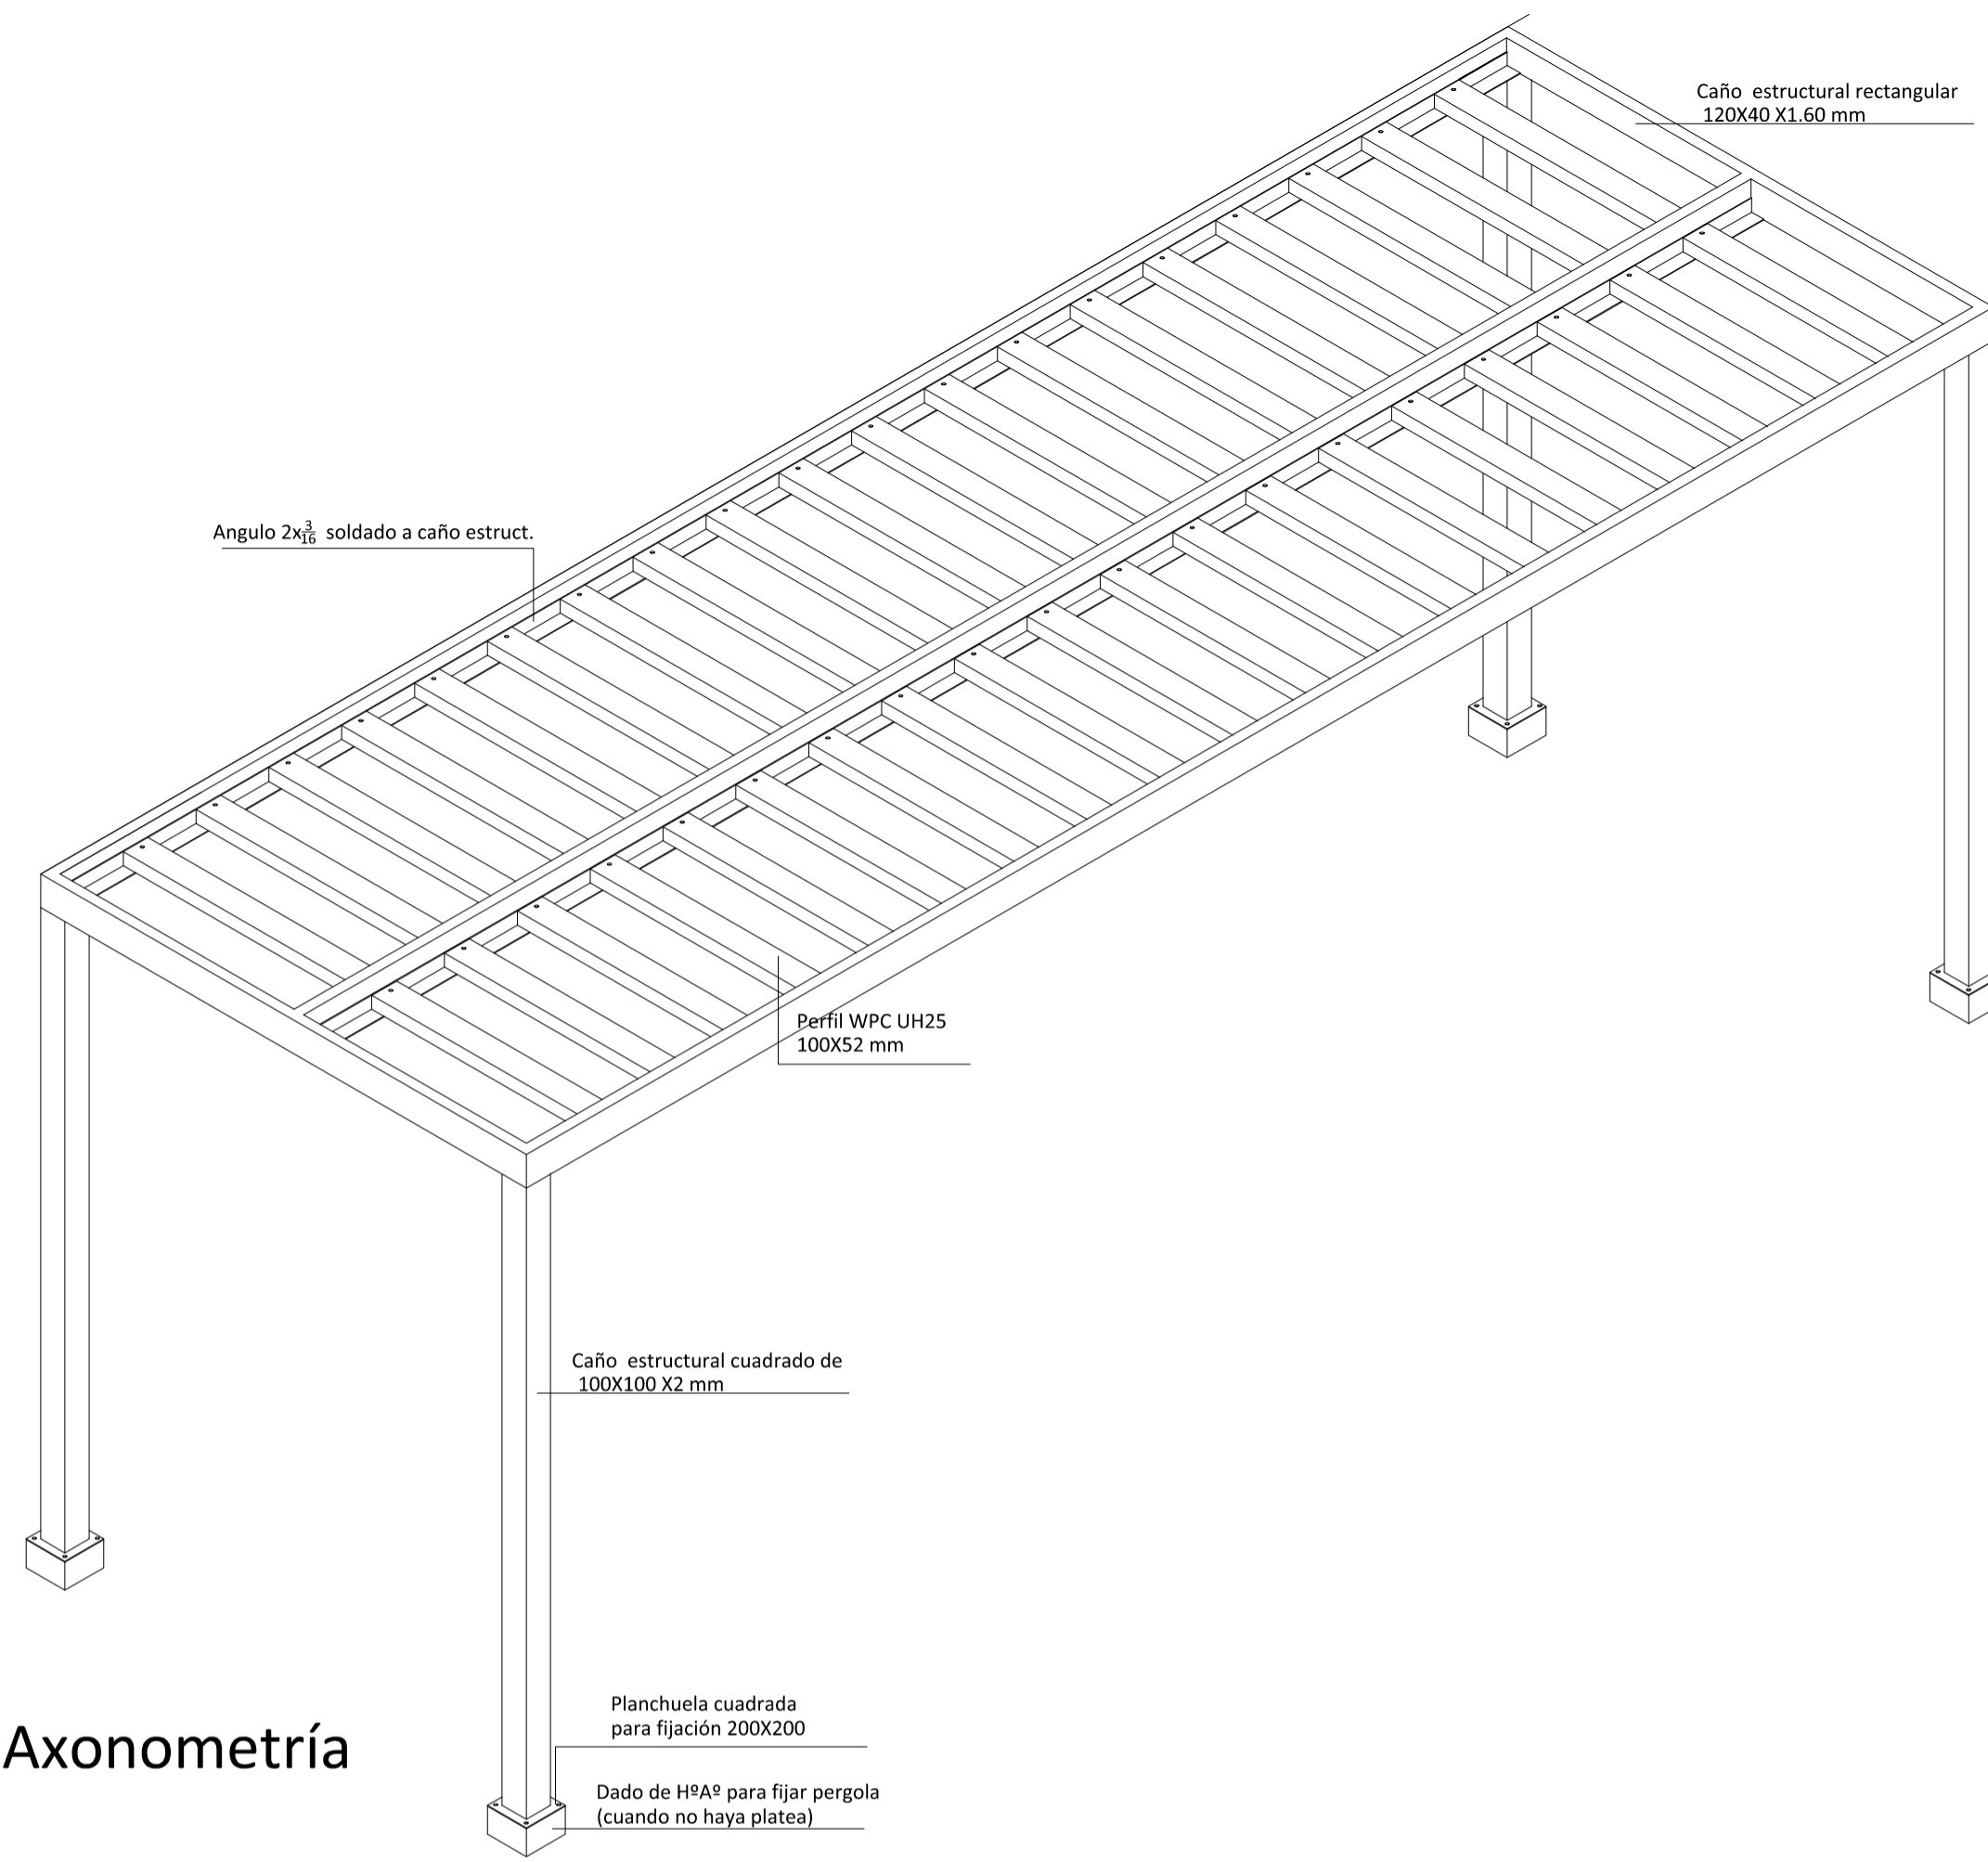 Caño  estructural rectangular
120X40 X1.60 mm
Angulo 2x3/16 soldado a caño estruct.
Perfil WPC UH25
100X52 mm
Caño  estructural cuadrado de
100X100 X2 mm
Planchuela cuadrada
para fijación 200X200
Axonometría
Dado de HºAº para fijar pergola
(cuando no haya platea)